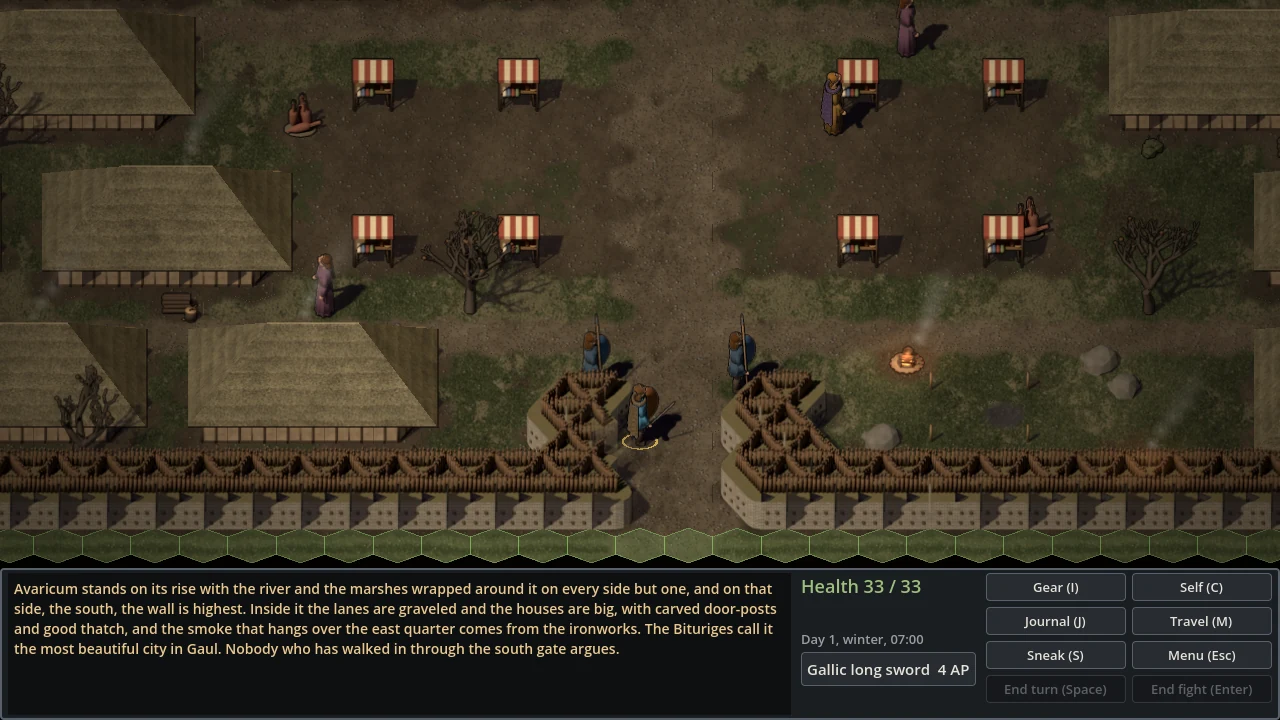 Avaricum stands on its rise with the river and the marshes wrapped around it on every side but one, and on that
side, the south, the wall is highest. Inside it the lanes are graveled and the houses are big, with carved door-posts
and good thatch, and the smoke that hangs over the east quarter comes from the ironworks. The Bituriges call it
the most beautiful city in Gaul. Nobody who has walked in through the south gate argues.
Health 33 / 33
Day 1, winter, 07:00
Gallic long sword 4 AP
Gear (I)
Self (C)
Journal (J)
Travel (M)
Sneak (S)
Menu (Esc)
End turn (Space)
End fight (Enter)